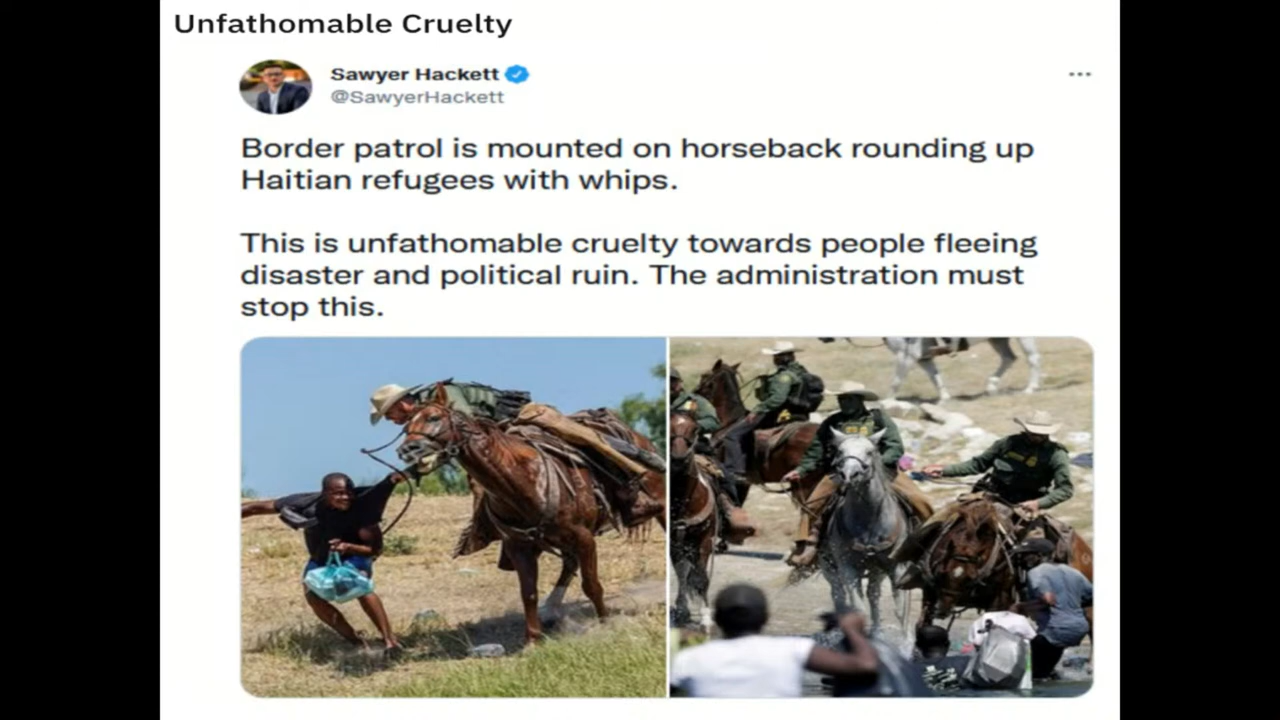 Unfathomable Cruelty
Sawyer Hackett
@SawyerHackett
Border patrol is mounted on horseback rounding up
Haitian refugees with whips.
This is unfathomable cruelty towards people fleeing
disaster and political ruin. The administration must
stop this.